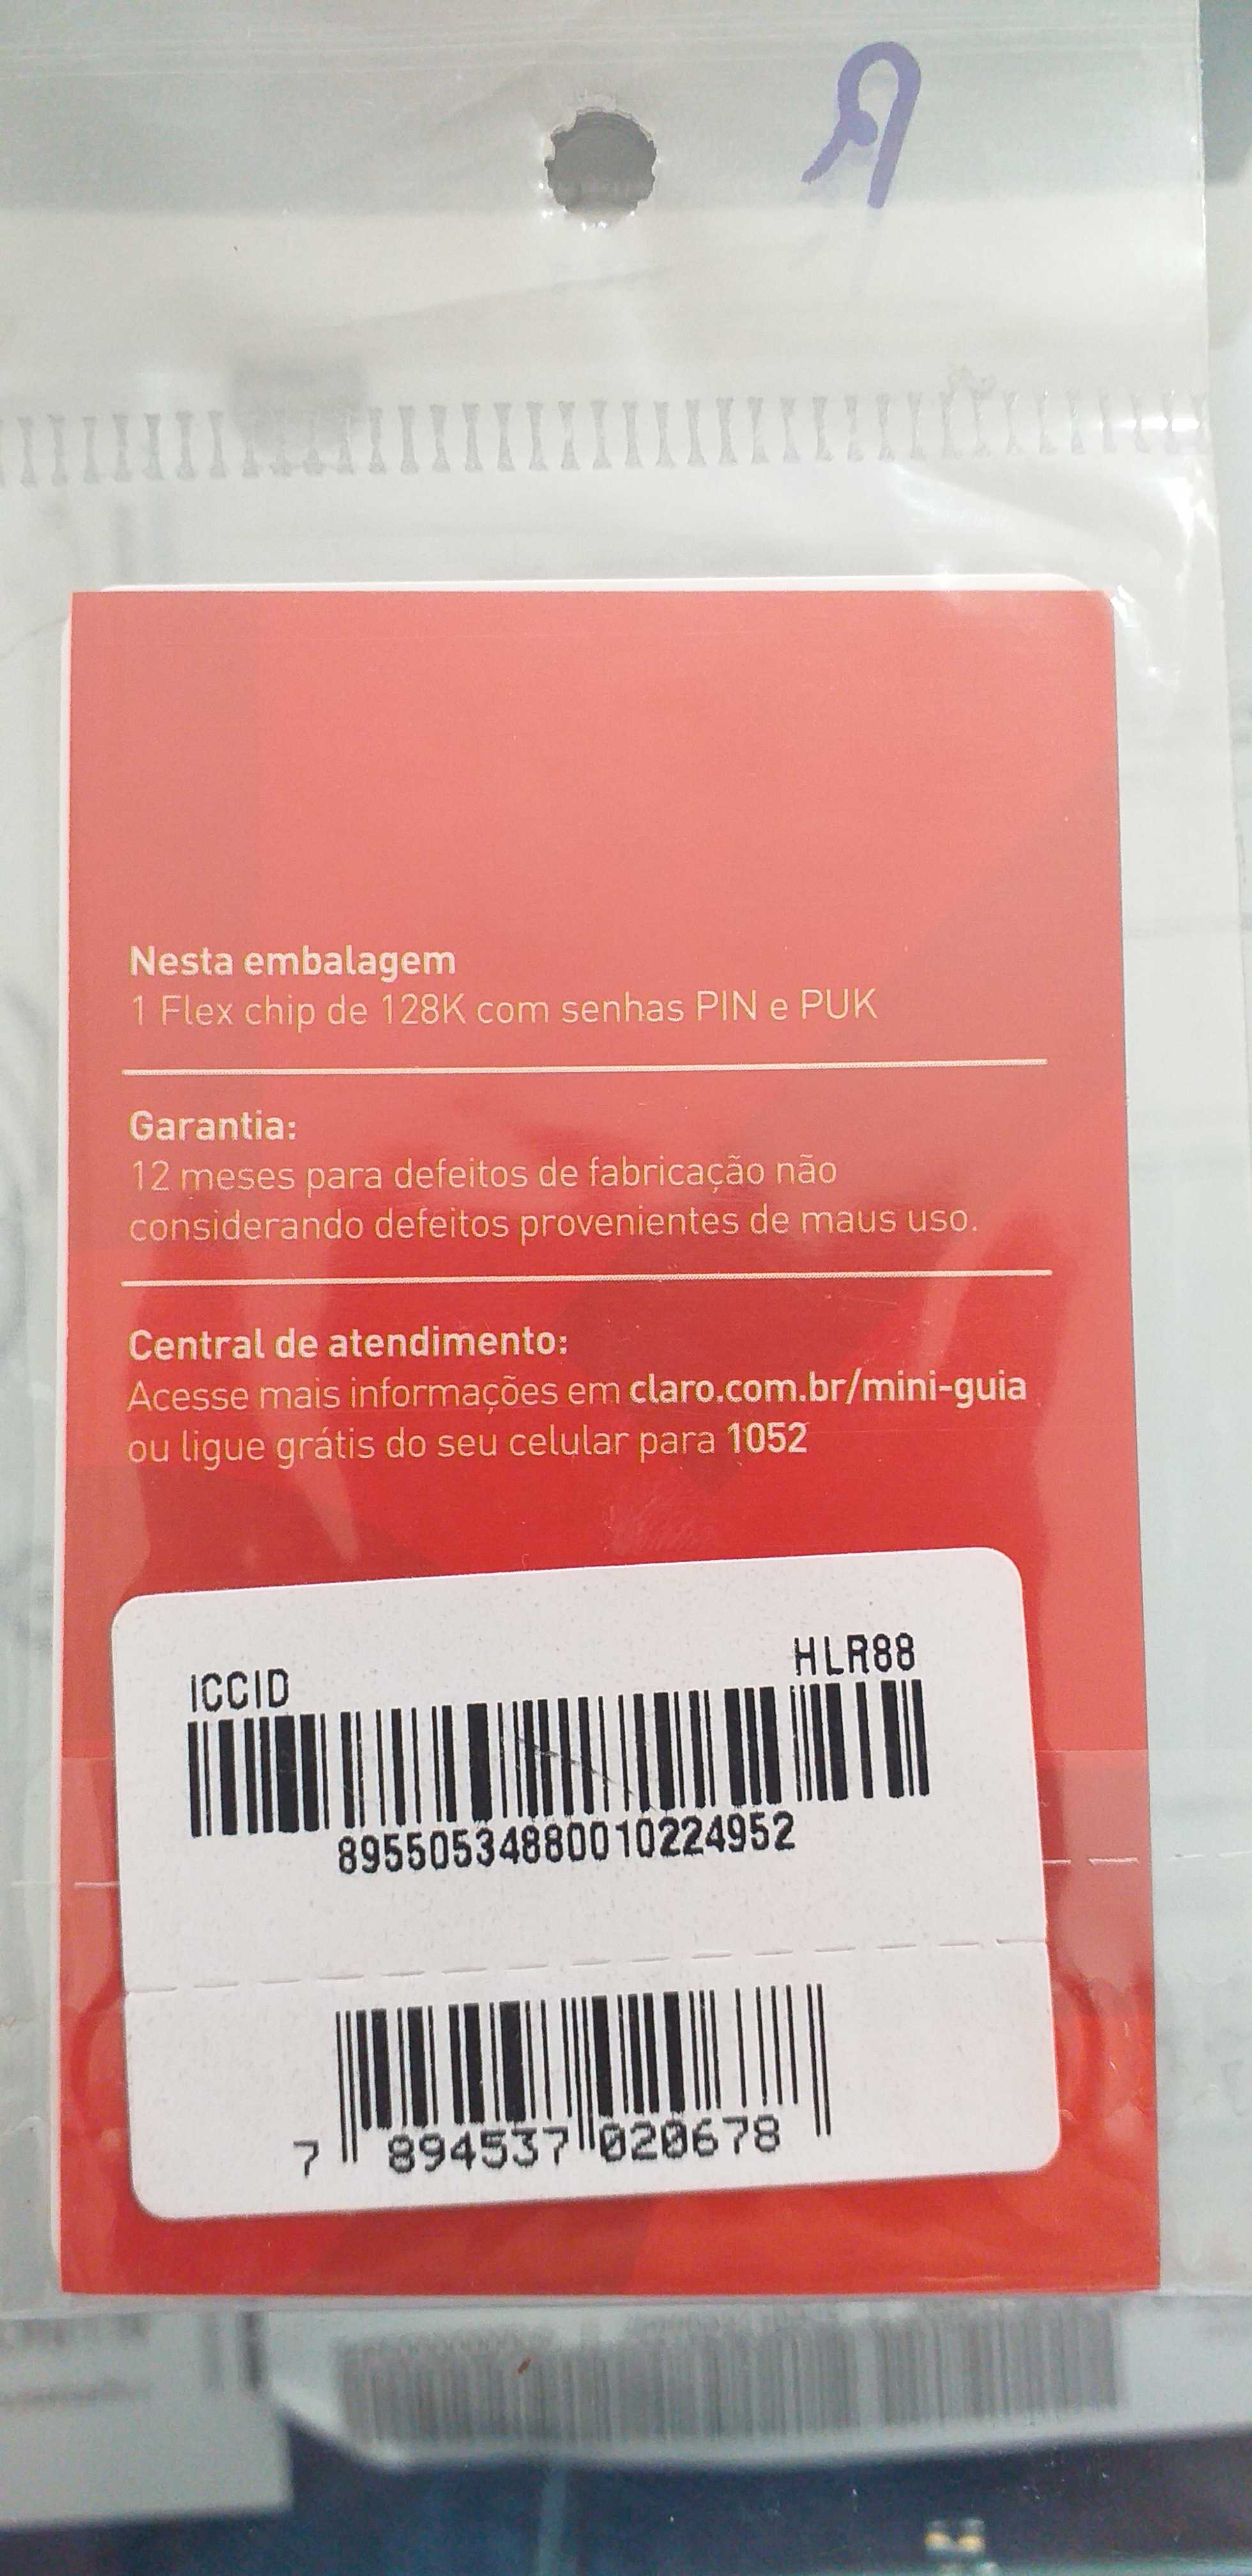 Nesta embalagem
1 Flex chip de 128K com senhas PIN e PUK
Garantia:
12 meses para defeitos de fabricação não
considerando defeitos provenientes de maus uso.
Central de atendimento:
Acesse mais informações em claro.com.br/mini-guia
ou ligue grátis do seu celular para 1052
ICCID HLR88
89550534880010224952
7 894537 020678